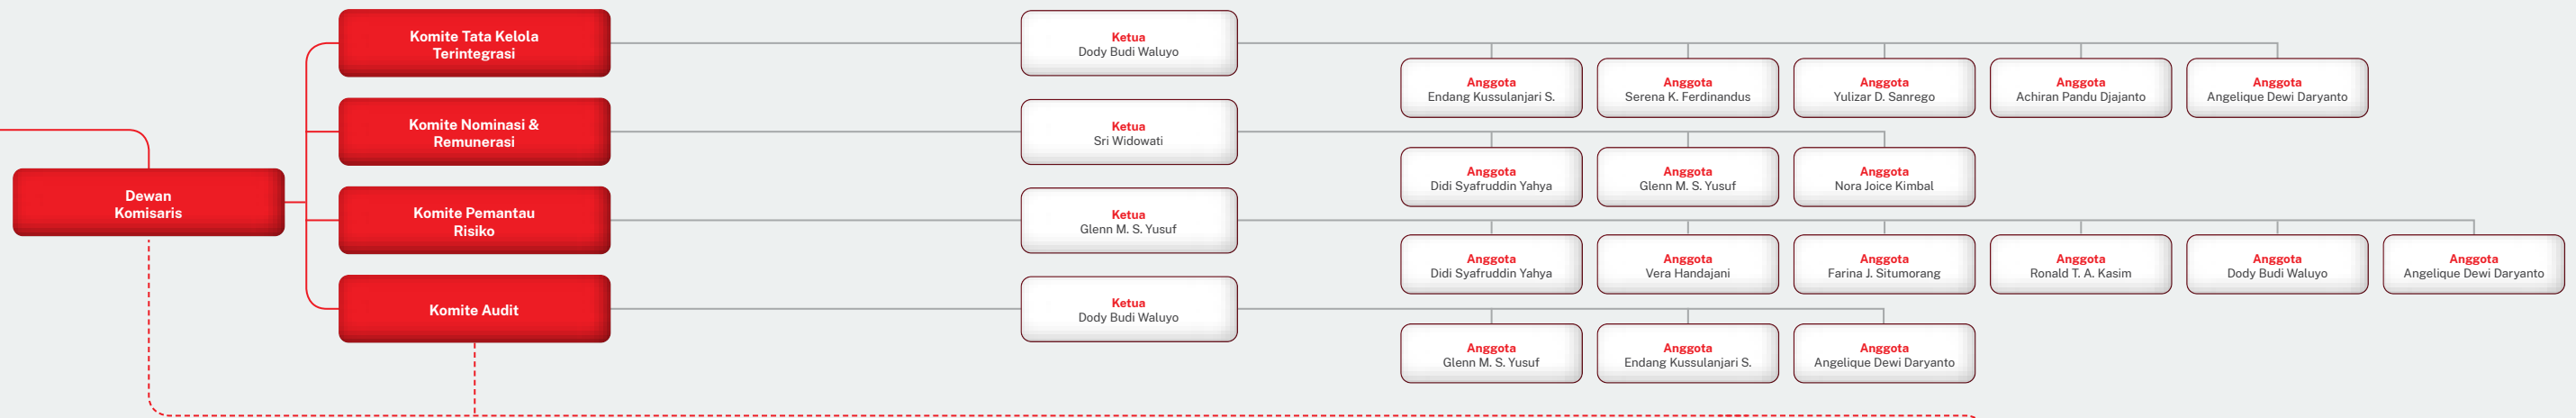 Dewan
Komisaris
Komite Tata Kelola
Terintegrasi
Ketua
Dody Budi Waluyo
Anggota
Endang Kussulanjari S.
Anggota
Serena K. Ferdinandus
Anggota
Yulizar D. Sanrego
Anggota
Achiran Pandu Djajanto
Anggota
Angelique Dewi Daryanto
Komite Nominasi &
Remunerasi
Ketua
Sri Widowati
Anggota
Didi Syafruddin Yahya
Anggota
Glenn M. S. Yusuf
Anggota
Nora Joice Kimbal
Komite Pemantau
Risiko
Ketua
Glenn M. S. Yusuf
Anggota
Didi Syafruddin Yahya
Anggota
Vera Handajani
Anggota
Farina J. Situmorang
Anggota
Ronald T. A. Kasim
Anggota
Dody Budi Waluyo
Anggota
Angelique Dewi Daryanto
Komite Audit
Ketua
Dody Budi Waluyo
Anggota
Glenn M. S. Yusuf
Anggota
Endang Kussulanjari S.
Anggota
Angelique Dewi Daryanto